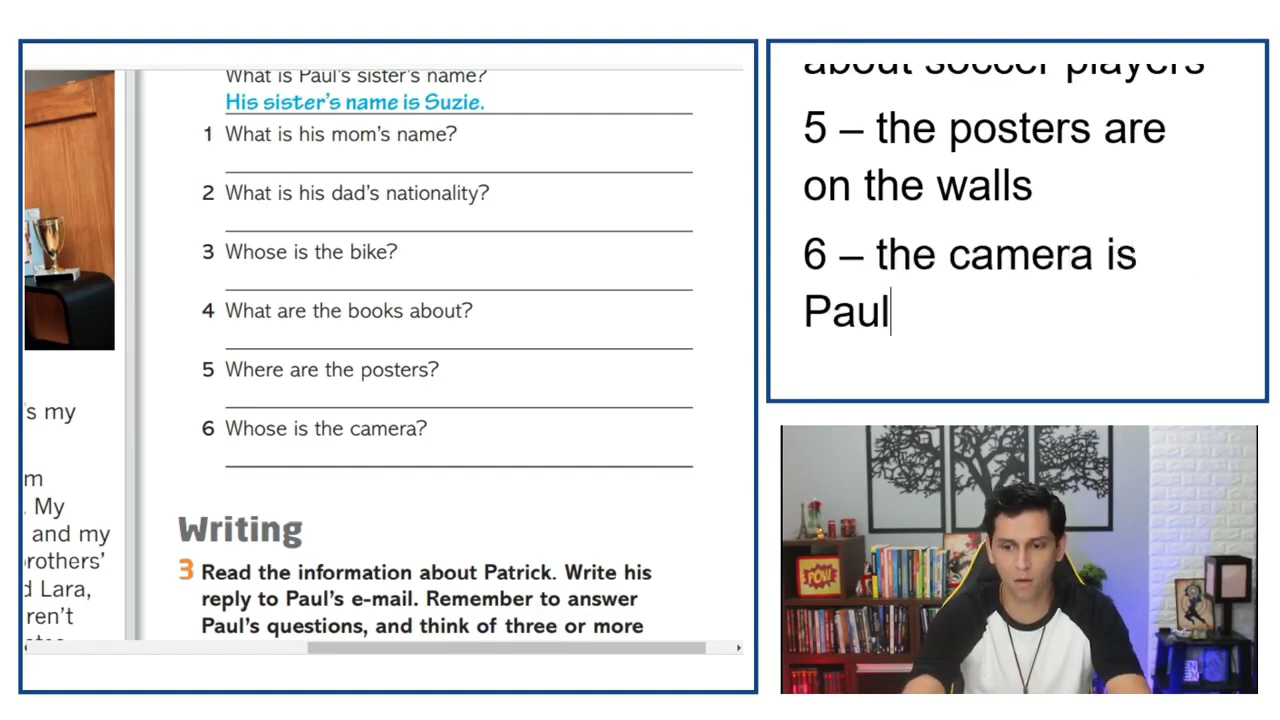 What is Paul's sister's name?
His sister's name is Suzie.
1 What is his mom's name?
2 What is his dad's nationality?
3 Whose is the bike?
4 What are the books about?
5 Where are the posters?
6 Whose is the camera?
's my
m
. My
and my
rothers'
d Lara,
ren't
Writing
3 Read the information about Patrick. Write his
reply to Paul's e-mail. Remember to answer
Paul's questions, and think of three or more
about soccer players
5 – the posters are
on the walls
6 – the camera is
Paul
POW